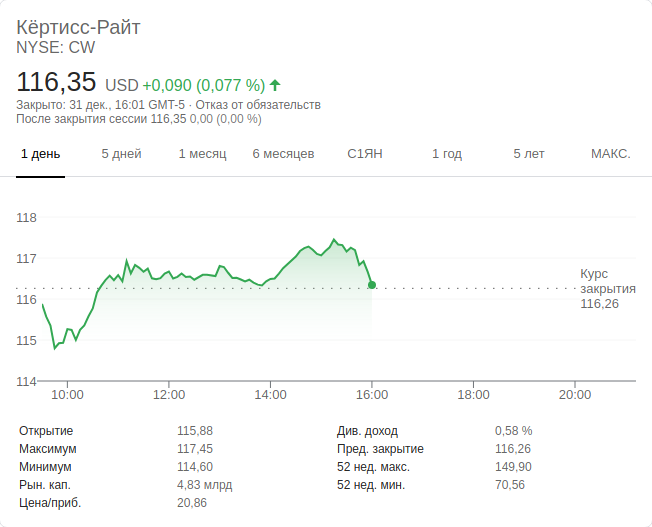 Кёртисс-Райт
NYSE: CW
116,35 USD +0,090 (0,077 %)
Закрыто: 31 дек., 16:01 GMT-5 · Отказ от обязательств
После закрытия сессии 116,35 0,00 (0,00 %)
1 день 5 дней 1 месяц 6 месяцев С1ЯН 1 год 5 лет МАКС.
118
117
116
115
114
Курс
закрытия
116,26
10:00 12:00 14:00 16:00 18:00 20:00
Открытие 115,88 Див. доход 0,58 %
Максимум 117,45 Пред. закрытие 116,26
Минимум 114,60 52 нед. макс. 149,90
Рын. кап. 4,83 млрд 52 нед. мин. 70,56
Цена/приб. 20,86